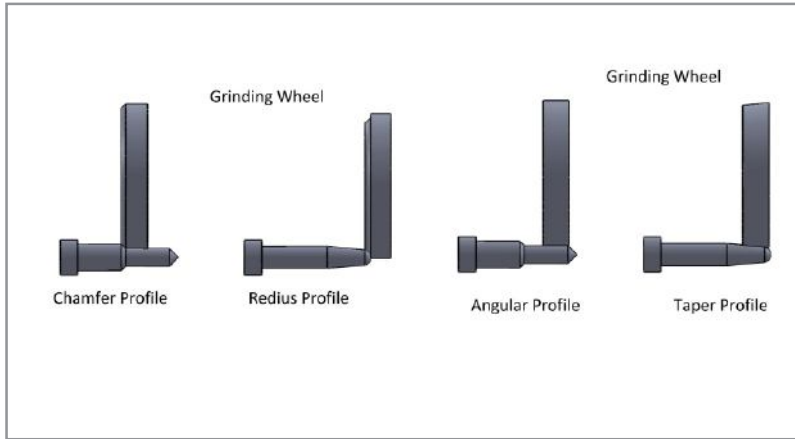 Grinding Wheel
Grinding Wheel
Chamfer Profile
Redius Profile
Angular Profile
Taper Profile